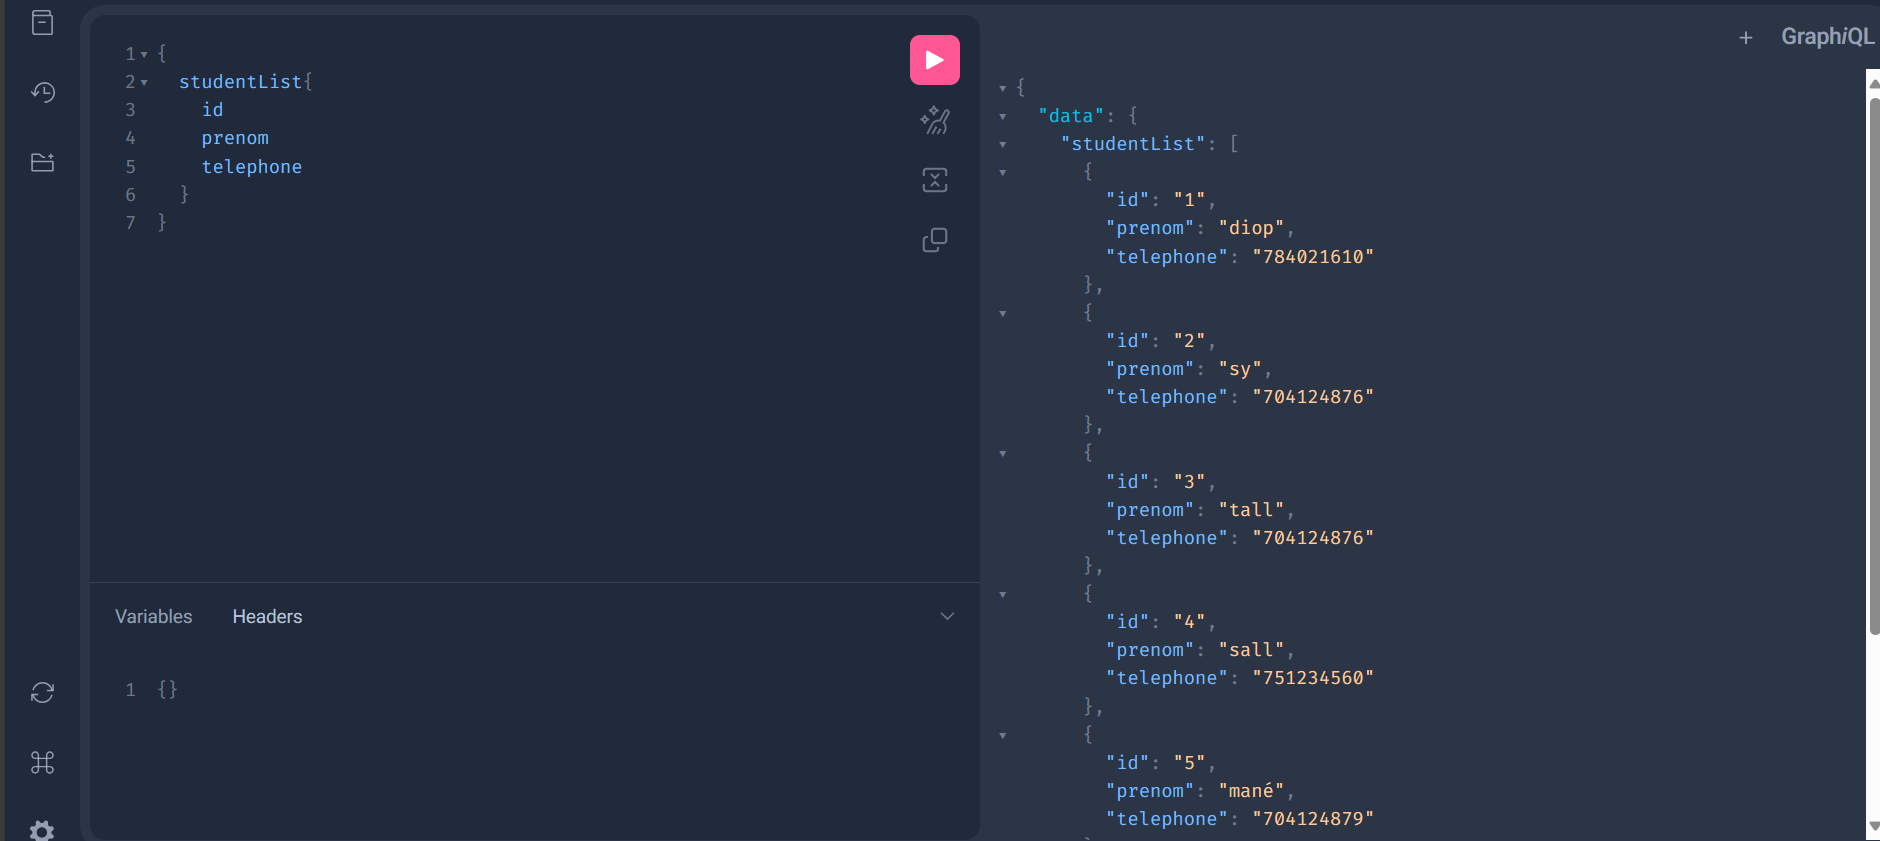 1 {
2 studentList{
3 id
4 prenom
5 telephone
6 }
7 }
Variables Headers
1 {}
+ GraphiQL
{
"data": {
"studentList": [
{
"id": "1",
"prenom": "diop",
"telephone": "784021610"
},
{
"id": "2",
"prenom": "sy",
"telephone": "704124876"
},
{
"id": "3",
"prenom": "tall",
"telephone": "704124876"
},
{
"id": "4",
"prenom": "sall",
"telephone": "751234560"
},
{
"id": "5",
"prenom": "mané",
"telephone": "704124879"